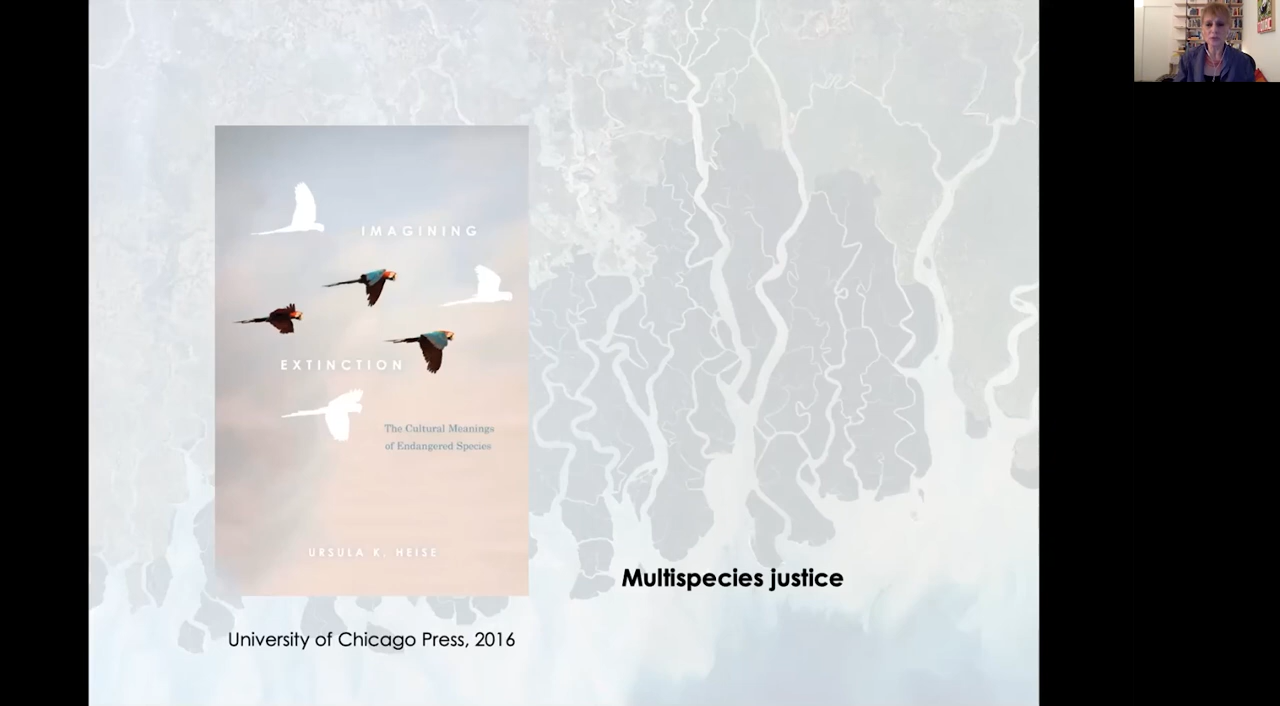 IMAGINING
EXTINCTION
The Cultural Meanings
of Endangered Species
URSULA K. HEISE
University of Chicago Press, 2016
Multispecies justice